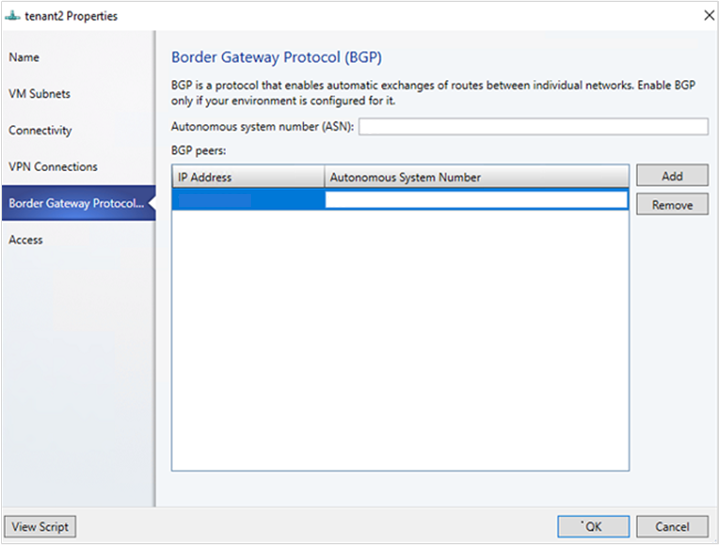 tenant2 Properties
Name
VM Subnets
Connectivity
VPN Connections
Border Gateway Protocol...
Access
Border Gateway Protocol (BGP)
BGP is a protocol that enables automatic exchanges of routes between individual networks. Enable BGP
only if your environment is configured for it.
Autonomous system number (ASN):
BGP peers:
IP Address Autonomous System Number
Add
Remove
View Script
OK
Cancel